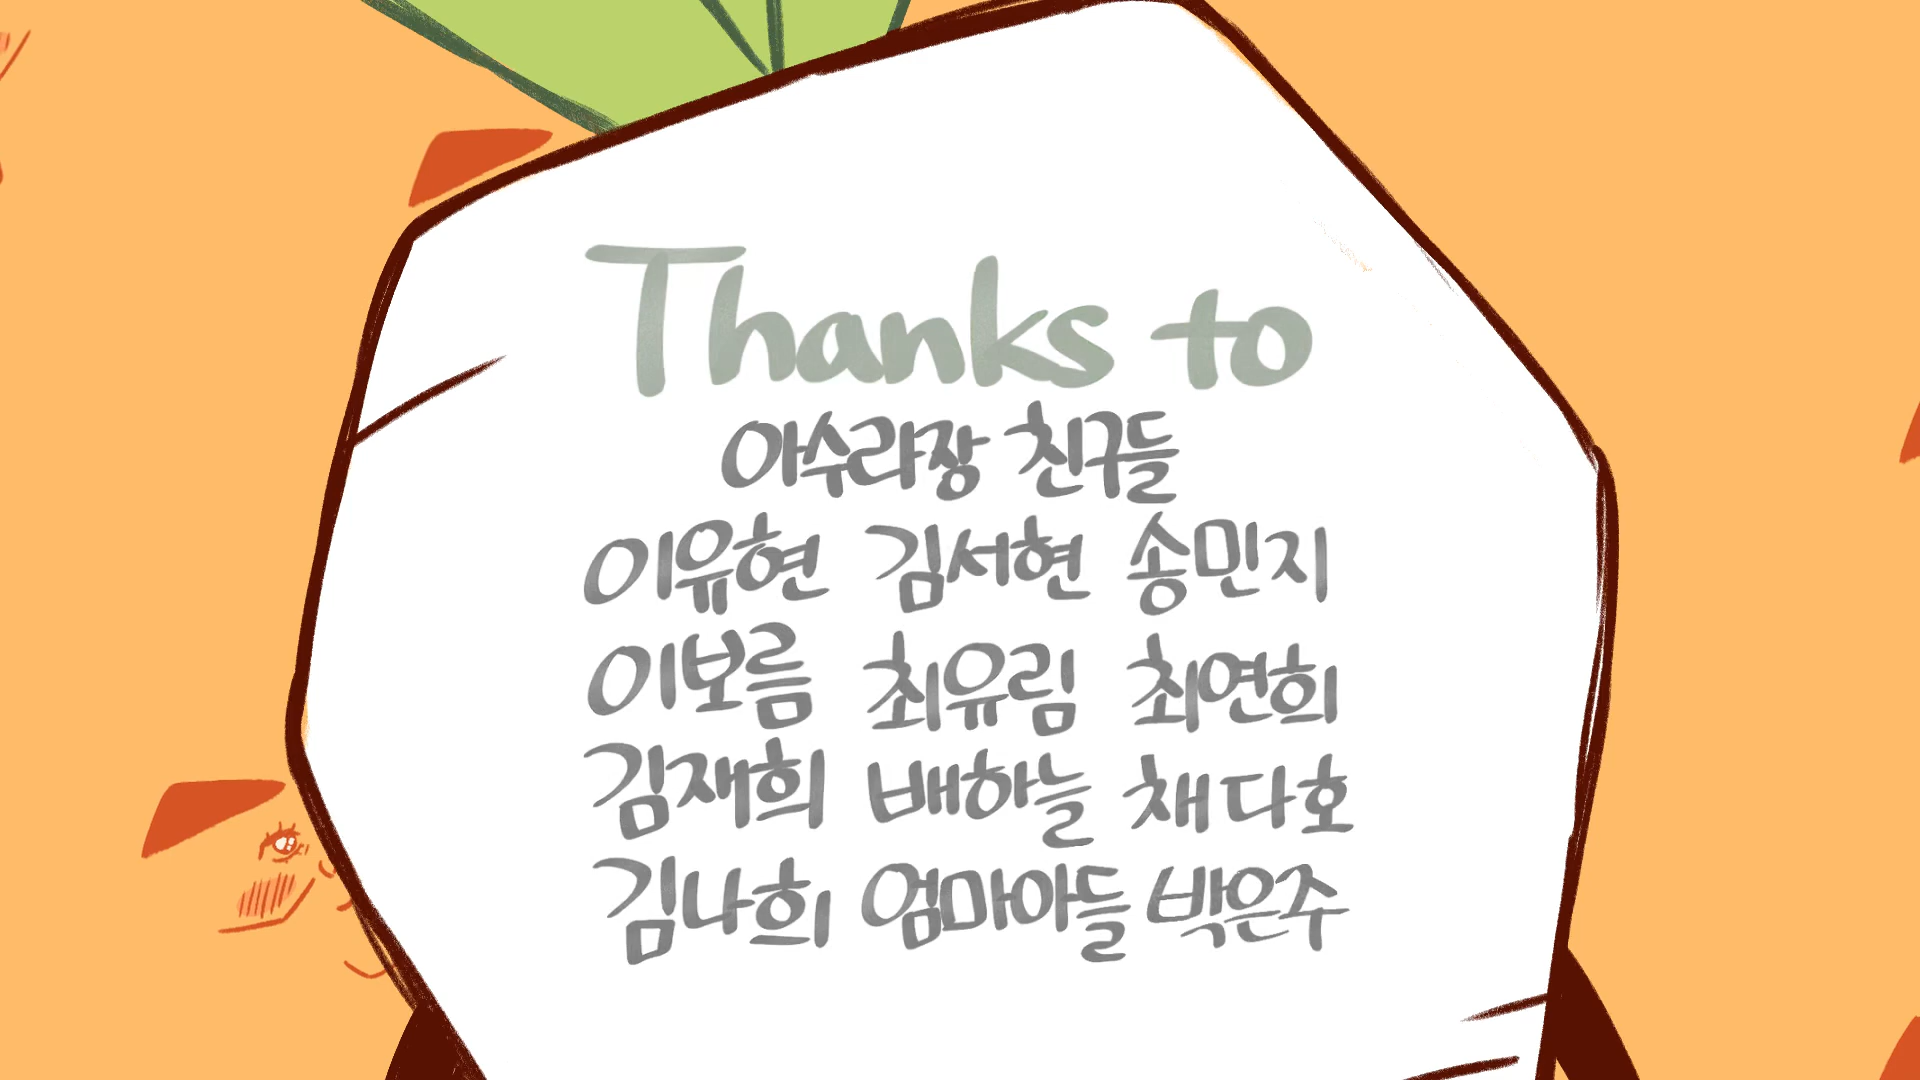 Thanks to
아수라장 친구들
이유현 김서현 송민지
이보름 최유림 최연희
김재희 배하늘 채다호
김나희 엄마아들 박은주